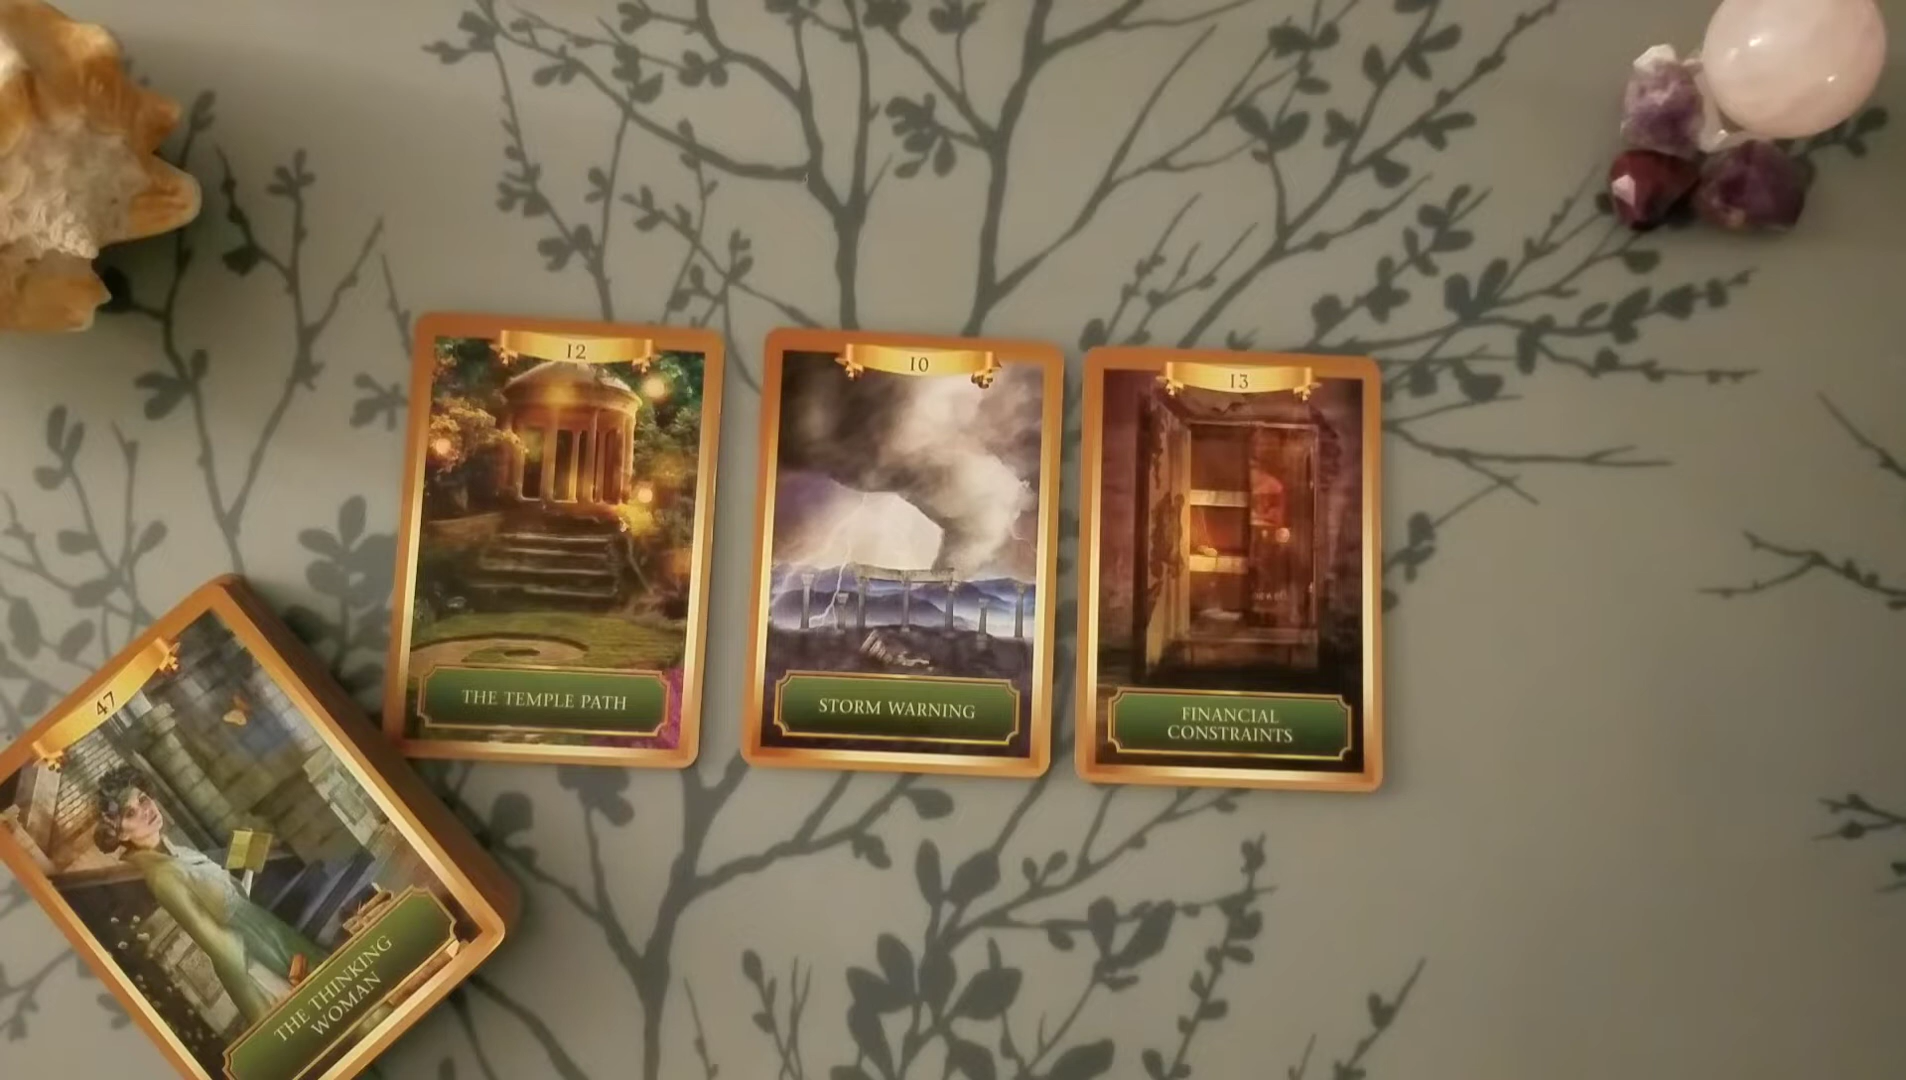 12
THE TEMPLE PATH
10
STORM WARNING
13
FINANCIAL
CONSTRAINTS
47
THE THINKING
WOMAN